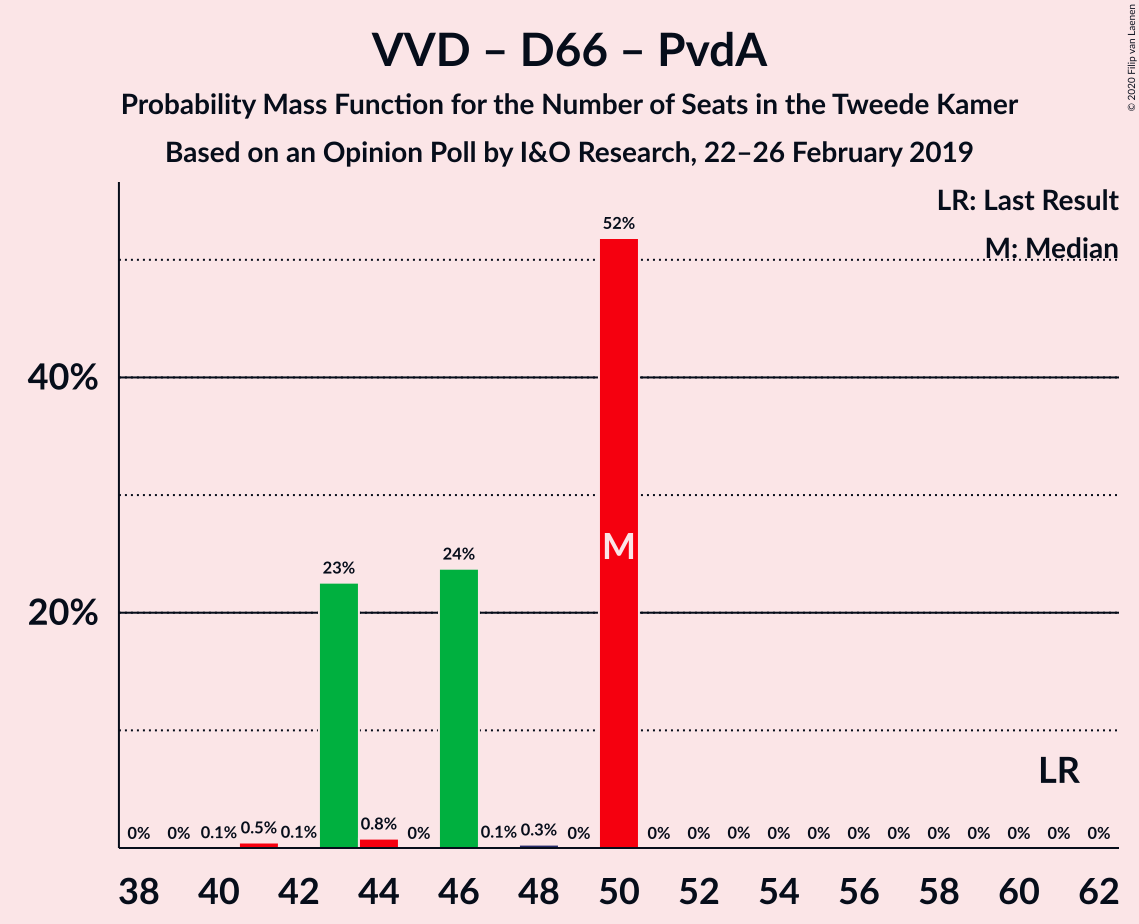 VVD – D66 – PvdA
Probability Mass Function for the Number of Seats in the Tweede Kamer
Based on an Opinion Poll by I&O Research, 22–26 February 2019
© 2020 Filip van Laenen
LR: Last Result
M: Median
52%
40%
24%
23%
M
20%
LR
0% 0% 0.1% 0.5% 0.1% 0.8% 0% 0.1% 0.3% 0% 0% 0% 0% 0% 0% 0% 0% 0% 0% 0% 0% 0%
38 40 42 44 46 48 50 52 54 56 58 60 62